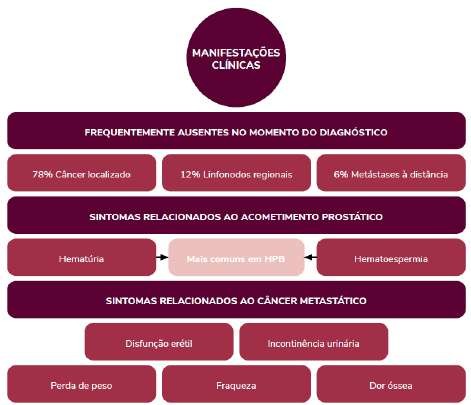 MANIFESTAÇÕES
CLÍNICAS
FREQUENTEMENTE AUSENTES NO MOMENTO DO DIAGNÓSTICO
78% Câncer localizado
12% Linfonodos regionais
6% Metástases à distância
SINTOMAS RELACIONADOS AO ACOMETIMENTO PROSTÁTICO
Hematúria
Mais comuns em HPB
Hematoespermia
SINTOMAS RELACIONADOS AO CÂNCER METASTÁTICO
Disfunção erétil
Incontinência urinária
Perda de peso
Fraqueza
Dor óssea